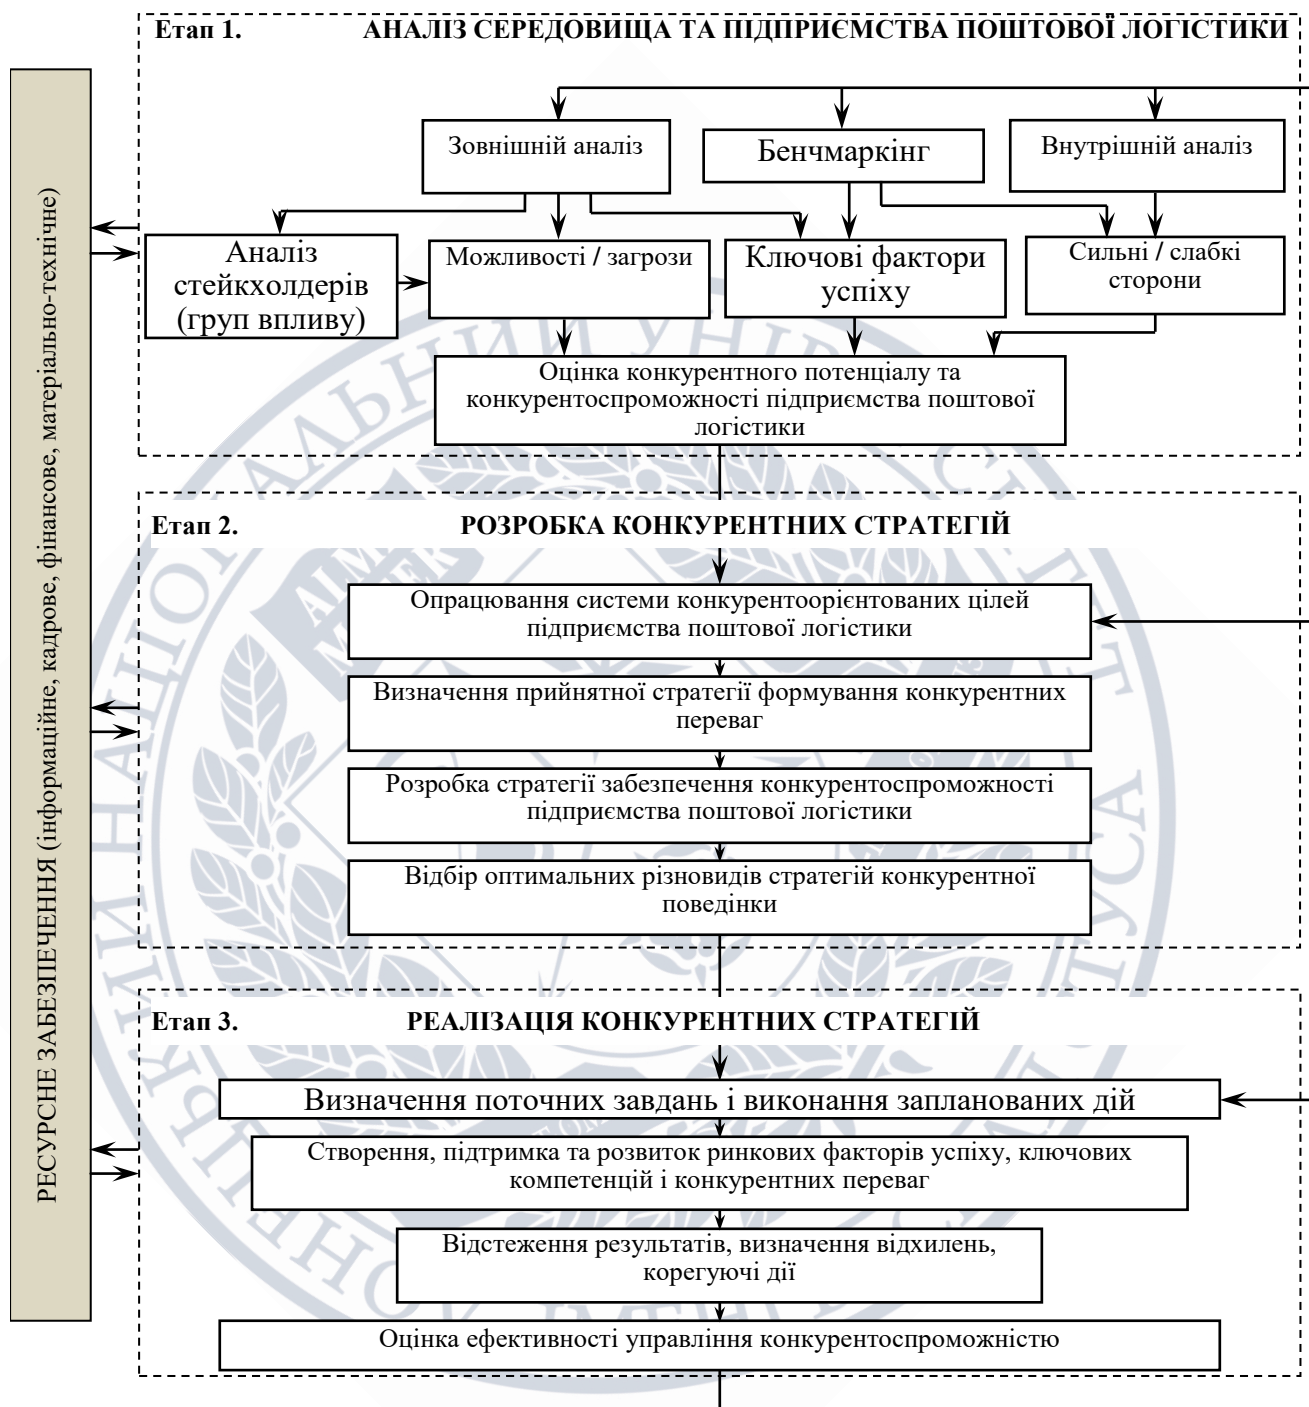 Етап 1. АНАЛІЗ СЕРЕДОВИЩА ТА ПІДПРИЄМСТВА ПОШТОВОЇ ЛОГІСТИКИ
РЕСУРСНЕ ЗАБЕЗПЕЧЕННЯ (інформаційне, кадрове, фінансове, матеріально-технічне)
Зовнішній аналіз
Бенчмаркінг
Внутрішній аналіз
Аналіз
стейкхолдерів
(груп впливу)
Можливості / загрози
Ключові фактори
успіху
Сильні / слабкі
сторони
Оцінка конкурентного потенціалу та
конкурентоспроможності підприємства поштової
логістики
Етап 2. РОЗРОБКА КОНКУРЕНТНИХ СТРАТЕГІЙ
Опрацювання системи конкурентоорієнтованих цілей
підприємства поштової логістики
Визначення прийнятної стратегії формування конкурентних
переваг
Розробка стратегії забезпечення конкурентоспроможності
підприємства поштової логістики
Відбір оптимальних різновидів стратегій конкурентної
поведінки
Етап 3. РЕАЛІЗАЦІЯ КОНКУРЕНТНИХ СТРАТЕГІЙ
Визначення поточних завдань і виконання запланованих дій
Створення, підтримка та розвиток ринкових факторів успіху, ключових
компетенцій і конкурентних переваг
Відстеження результатів, визначення відхилень,
корегуючі дії
Оцінка ефективності управління конкурентоспроможністю